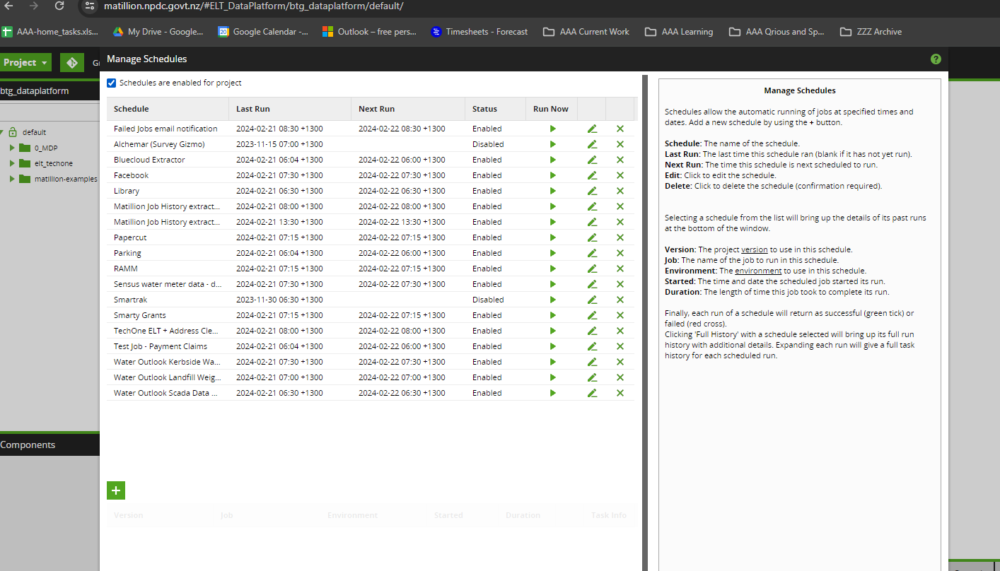 matillion.npdc.govt.nz/#ELT_DataPlatform/btg_dataplatform/default/
AAA-home_tasks.xls...
My Drive - Google...
20
Google Calendar -...
Outlook – free pers...
Timesheets - Forecast
AAA Current Work
AAA Learning
AAA Qrious and Sp...
ZZZ Archive
Project
Manage Schedules
?
btg_dataplatform
default
0_MDP
elt_techone
matillion-examples
Components
Schedules are enabled for project
Schedule Last Run Next Run Status Run Now
Failed Jobs email notification 2024-02-21 08:30 +1300 2024-02-22 08:30 +1300 Enabled
Alchemar (Survey Gizmo) 2023-11-15 07:00 +1300 Disabled
Bluecloud Extractor 2024-02-21 06:04 +1300 2024-02-22 06:00 +1300 Enabled
Facebook 2024-02-21 07:30 +1300 2024-02-22 07:30 +1300 Enabled
Library 2024-02-21 06:30 +1300 2024-02-22 06:30 +1300 Enabled
Matillion Job History extract... 2024-02-21 08:00 +1300 2024-02-22 08:00 +1300 Enabled
Matillion Job History extract... 2024-02-21 13:30 +1300 2024-02-22 13:30 +1300 Enabled
Papercut 2024-02-21 07:15 +1300 2024-02-22 07:15 +1300 Enabled
Parking 2024-02-21 06:04 +1300 2024-02-22 06:00 +1300 Enabled
RAMM 2024-02-21 07:15 +1300 2024-02-22 07:15 +1300 Enabled
Sensus water meter data - d... 2024-02-21 07:30 +1300 2024-02-22 07:30 +1300 Enabled
Smartrak 2023-11-30 06:30 +1300 Disabled
Smarty Grants 2024-02-21 07:15 +1300 2024-02-22 07:15 +1300 Enabled
TechOne ELT + Address Cle... 2024-02-21 08:00 +1300 2024-02-22 08:00 +1300 Enabled
Test Job - Payment Claims 2024-02-21 06:04 +1300 2024-02-22 06:00 +1300 Enabled
Water Outlook Kerbside Wa... 2024-02-21 07:30 +1300 2024-02-22 07:30 +1300 Enabled
Water Outlook Landfill Weig... 2024-02-21 07:00 +1300 2024-02-22 07:00 +1300 Enabled
Water Outlook Scada Data ... 2024-02-21 06:30 +1300 2024-02-22 06:30 +1300 Enabled
+
Version Job Environment Started Duration Task Info
Manage Schedules
Schedules allow the automatic running of jobs at specified times and
dates. Add a new schedule by using the + button.
Schedule: The name of the schedule.
Last Run: The last time this schedule ran (blank if it has not yet run).
Next Run: The time this schedule is next scheduled to run.
Edit: Click to edit the schedule.
Delete: Click to delete the schedule (confirmation required).
Selecting a schedule from the list will bring up the details of its past runs
at the bottom of the window.
Version: The project version to use in this schedule.
Job: The name of the job to run in this schedule.
Environment: The environment to use in this schedule.
Started: The time and date the scheduled job started its run.
Duration: The length of time this job took to complete its run.
Finally, each run of a schedule will return as successful (green tick) or
failed (red cross).
Clicking 'Full History' with a schedule selected will bring up its full run
history with additional details. Expanding each run will give a full task
history for each scheduled run.